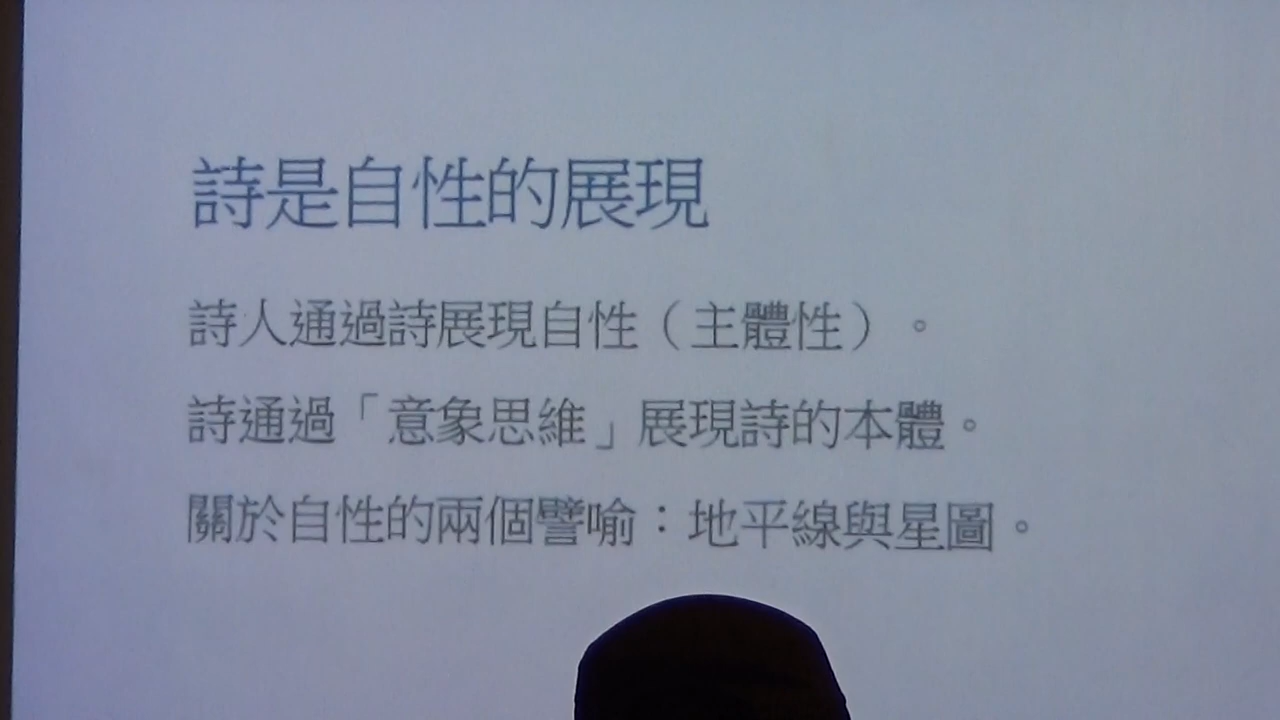 詩是自性的展現
詩人通過詩展現自性（主體性）。
詩通過「意象思維」展現詩的本體。
關於自性的兩個譬喻：地平線與星圖。